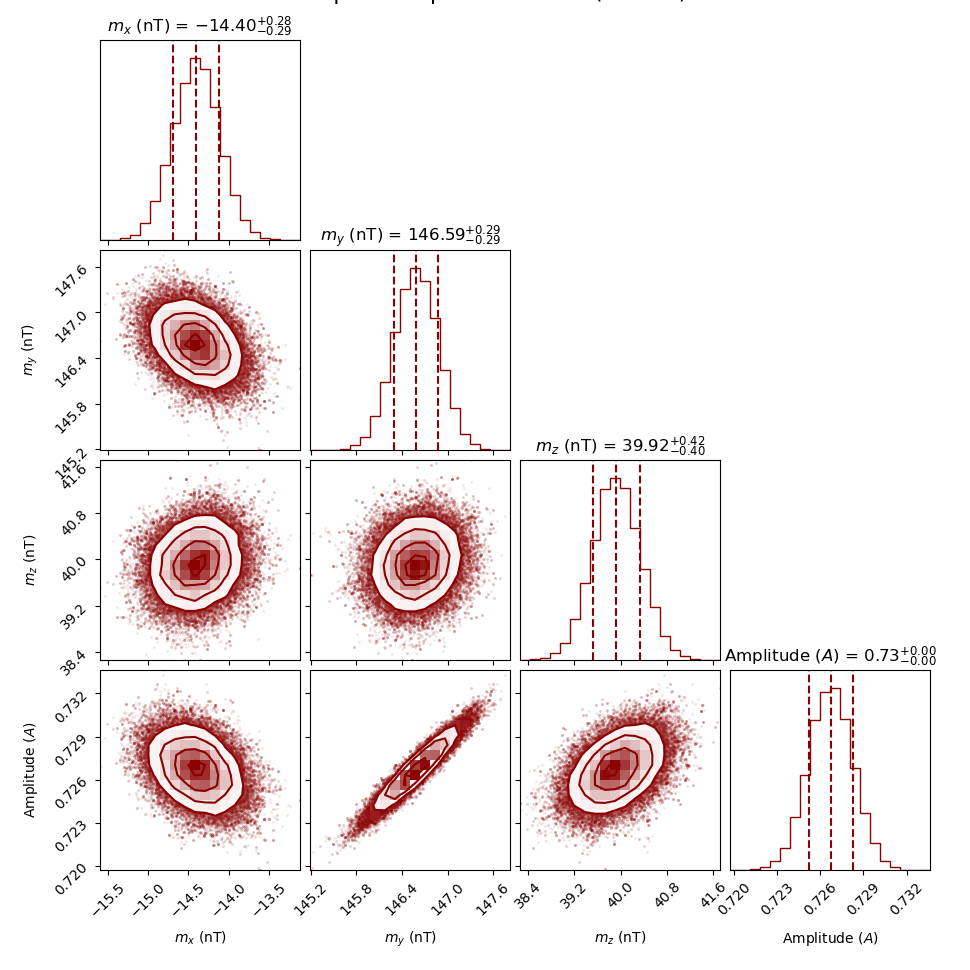 m_x (nT) = −14.40 +0.28 −0.29
m_y (nT) = 146.59 +0.29 −0.29
147.6
147.0
146.4
145.8
145.2
m_y (nT)
m_z (nT) = 39.92 +0.42 −0.40
41.6
40.8
40.0
39.2
38.4
m_z (nT)
Amplitude (A) = 0.73 +0.00 −0.00
0.732
0.729
0.726
0.723
0.720
Amplitude (A)
−15.5 −15.0 −14.5 −14.0 −13.5
145.2 145.8 146.4 147.0 147.6
38.4 39.2 40.0 40.8 41.6
0.720 0.723 0.726 0.729 0.732
m_x (nT) m_y (nT) m_z (nT) Amplitude (A)